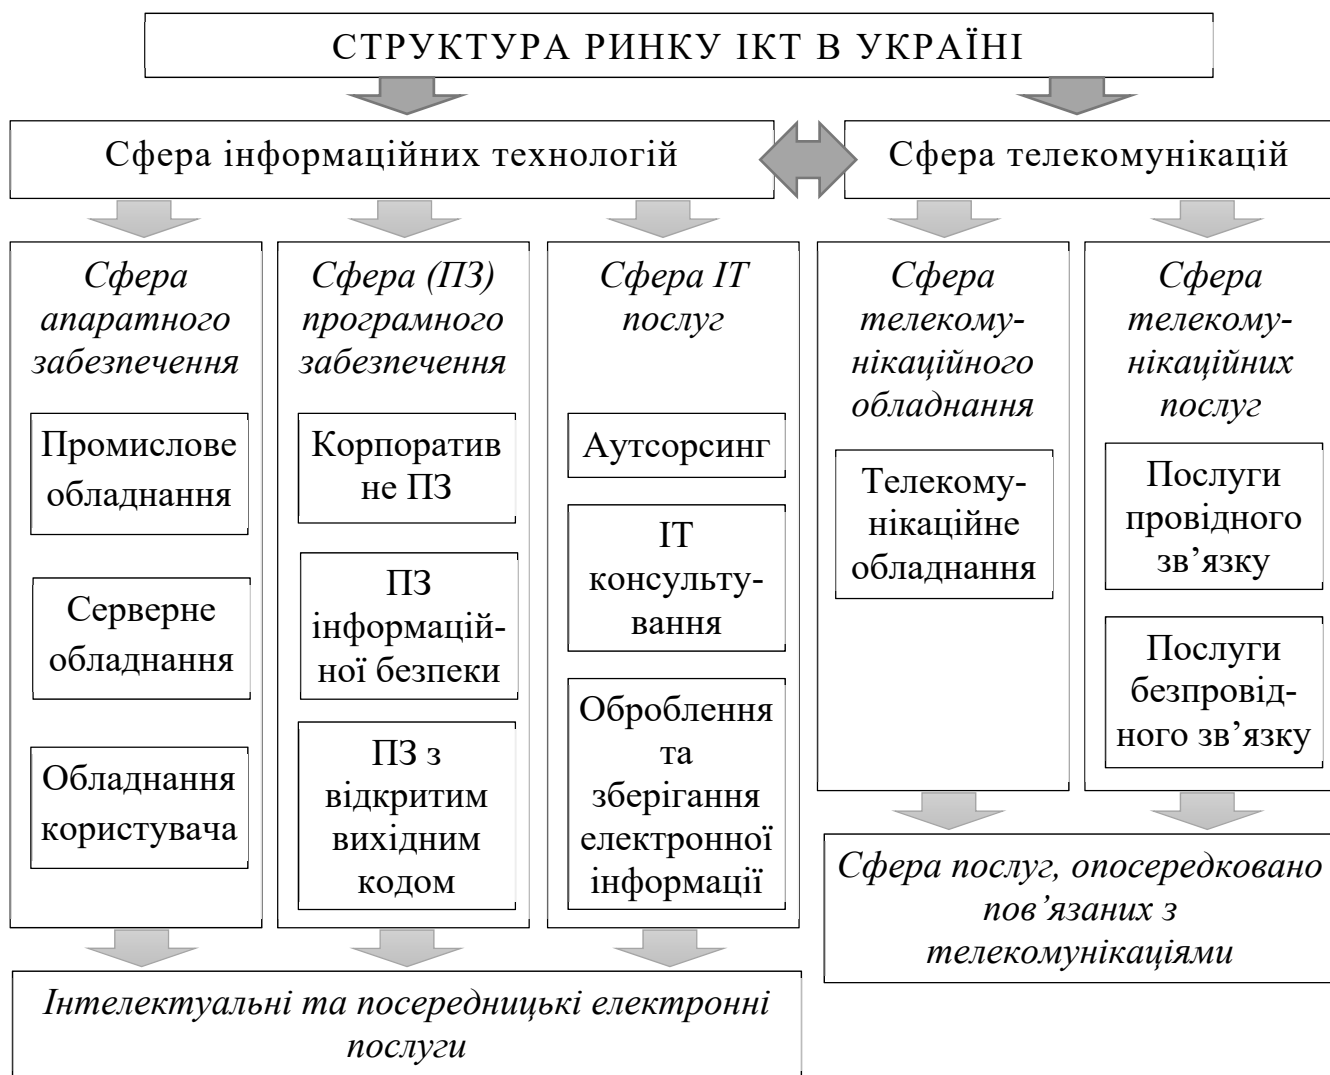 СТРУКТУРА РИНКУ ІКТ В УКРАЇНІ
Сфера інформаційних технологій
Сфера телекомунікацій
Сфера
апаратного
забезпечення
Промислове
обладнання
Серверне
обладнання
Обладнання
користувача
Сфера (ПЗ)
програмного
забезпечення
Корпоратив
не ПЗ
ПЗ
інформацій-
ної безпеки
ПЗ з
відкритим
вихідним
кодом
Сфера ІТ
послуг
Аутсорсинг
ІТ
консульту-
вання
Оброблення
та
зберігання
електронної
інформації
Сфера
телекому-
нікаційного
обладнання
Телекому-
нікаційне
обладнання
Сфера
телекому-
нікаційних
послуг
Послуги
провідного
зв’язку
Послуги
безпровід-
ного зв’язку
Інтелектуальні та посередницькі електронні
послуги
Сфера послуг, опосередковано
пов’язаних з
телекомунікаціями